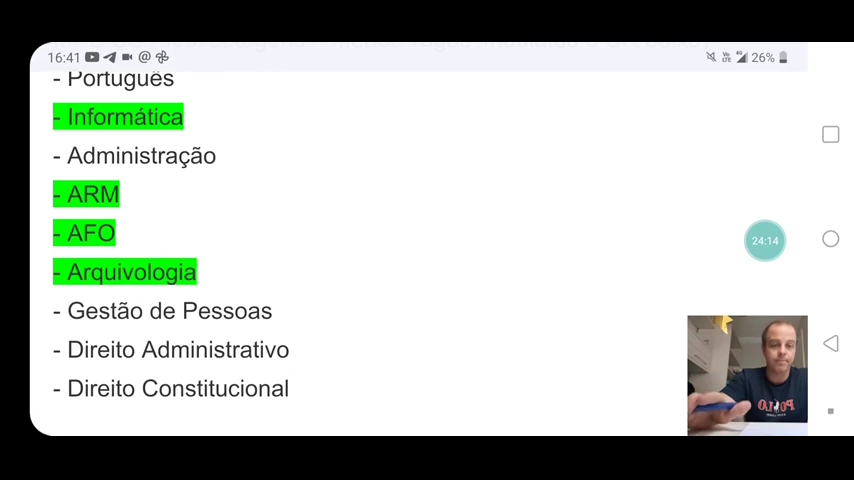 16:41 26%
- Português
- Informática
- Administração
- ARM
- AFO
- Arquivologia
- Gestão de Pessoas
- Direito Administrativo
- Direito Constitucional
24:14